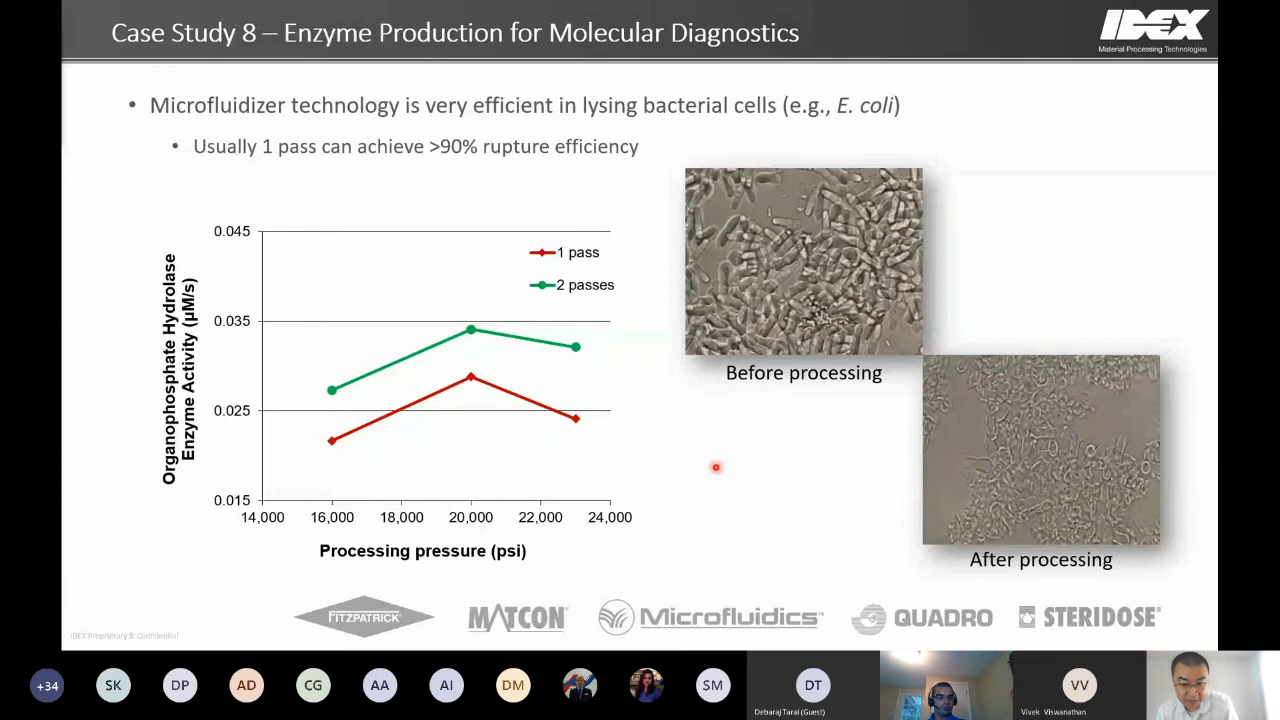 Case Study 8 – Enzyme Production for Molecular Diagnostics
IDEX
Material Processing Technologies
• Microfluidizer technology is very efficient in lysing bacterial cells (e.g., E. coli)
• Usually 1 pass can achieve >90% rupture efficiency
Organophosphate Hydrolase
Enzyme Activity (µM/s)
0.045
0.035
0.025
0.015
1 pass
2 passes
14,000 16,000 18,000 20,000 22,000 24,000
Processing pressure (psi)
Before processing
After processing
FITZPATRICK
MATCON
Microfluidics™
QUADRO
STERIDOSE
IDEX Proprietary & Confidential
+34 SK DP AD CG AA AI DM SM DT VV
Debaraj Tarai (Guest)
Vivek Viswanathan